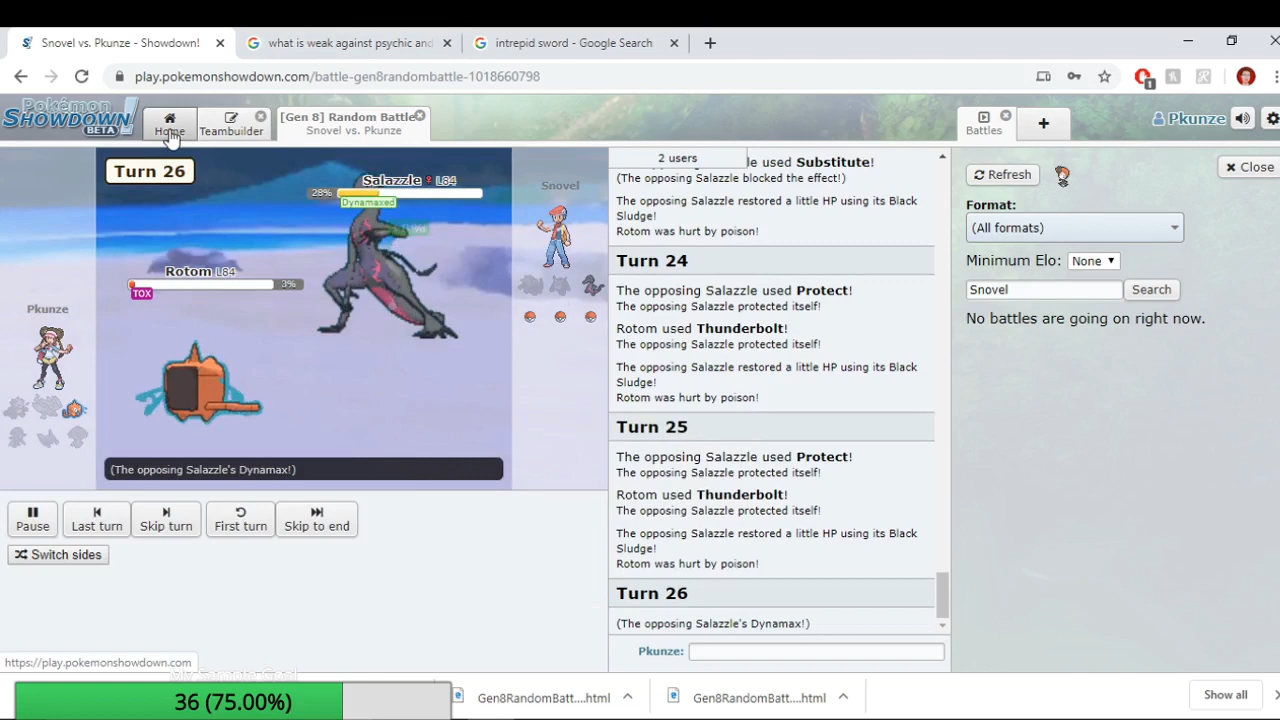 Snovel vs. Pkunze - Showdown!
what is weak against psychic and
intrepid sword - Google Search
play.pokemonshowdown.com/battle-gen8randombattle-1018660798
1
Pokémon
SHOWDOWN!
BETA
Home
Teambuilder
[Gen 8] Random Battle
Snovel vs. Pkunze
Battles
Pkunze
Turn 26
Salazzle L84
28%
Dynamaxed
Rotom L84
3%
TOX
Snovel
Pkunze
(The opposing Salazzle's Dynamax!)
Pause
Last turn
Skip turn
First turn
Skip to end
Switch sides
2 users
le used Substitute!
(The opposing Salazzle blocked the effect!)
The opposing Salazzle restored a little HP using its Black
Sludge!
Rotom was hurt by poison!
Turn 24
The opposing Salazzle used Protect!
The opposing Salazzle protected itself!
Rotom used Thunderbolt!
The opposing Salazzle protected itself!
The opposing Salazzle restored a little HP using its Black
Sludge!
Rotom was hurt by poison!
Turn 25
The opposing Salazzle used Protect!
The opposing Salazzle protected itself!
Rotom used Thunderbolt!
The opposing Salazzle protected itself!
The opposing Salazzle restored a little HP using its Black
Sludge!
Rotom was hurt by poison!
Turn 26
(The opposing Salazzle's Dynamax!)
Pkunze:
Refresh
Close
Format:
(All formats)
Minimum Elo: None
Snovel
Search
No battles are going on right now.
https://play.pokemonshowdown.com
My Sample Goal
36 (75.00%)
Gen8RandomBatt....html
Gen8RandomBatt....html
Show all